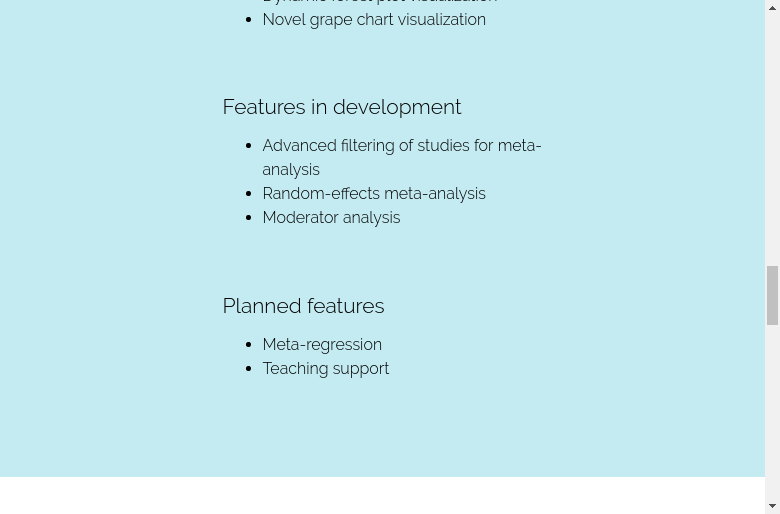 Novel grape chart visualization
Features in development
Advanced filtering of studies for meta-
analysis
Random-effects meta-analysis
Moderator analysis
Planned features
Meta-regression
Teaching support